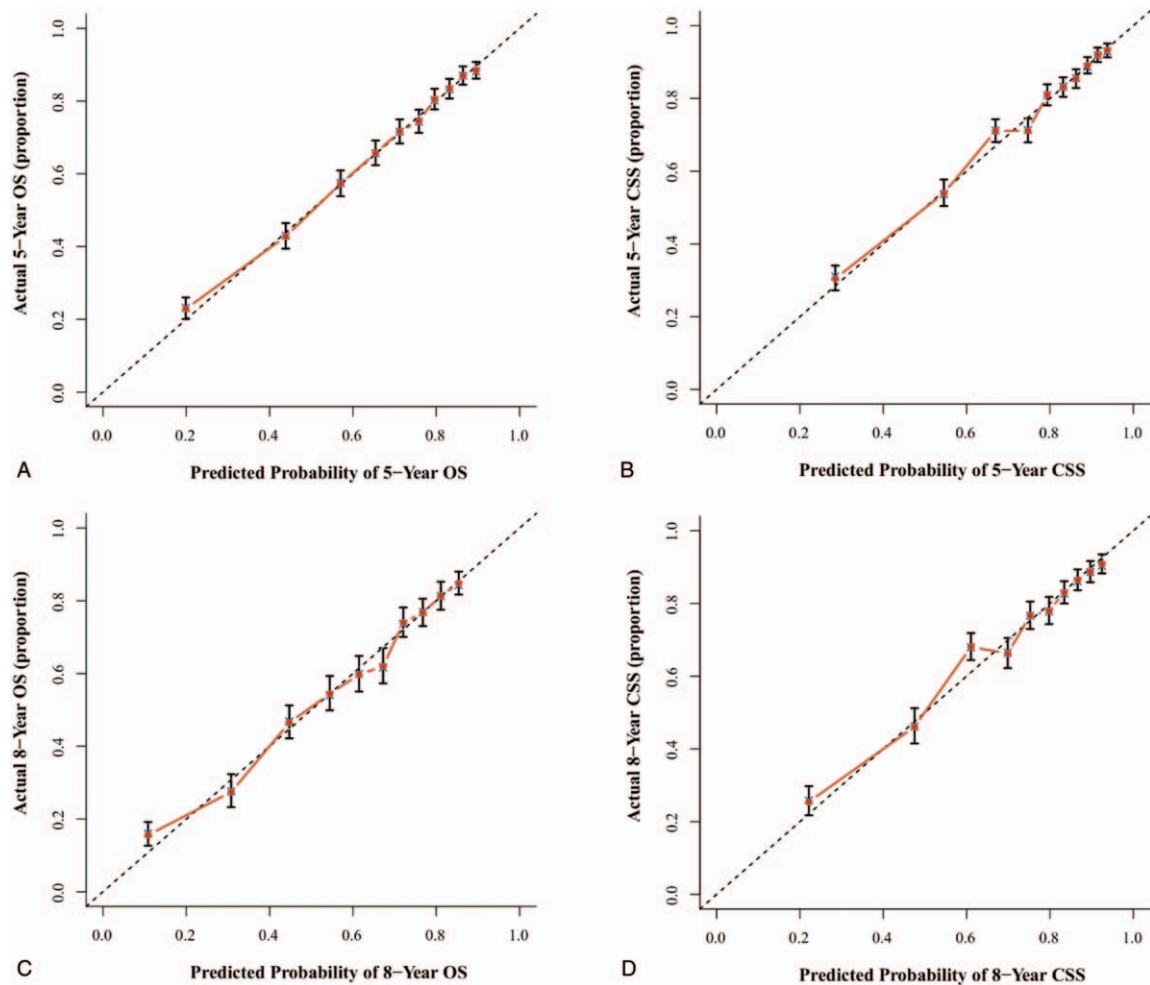 Actual 5−Year OS (proportion)
1.0
0.8
0.6
0.4
0.2
0.0
0.0 0.2 0.4 0.6 0.8 1.0
A Predicted Probability of 5−Year OS
Actual 5−Year CSS (proportion)
1.0
0.8
0.6
0.4
0.2
0.0
0.0 0.2 0.4 0.6 0.8 1.0
B Predicted Probability of 5−Year CSS
Actual 8−Year OS (proportion)
1.0
0.8
0.6
0.4
0.2
0.0
0.0 0.2 0.4 0.6 0.8 1.0
C Predicted Probability of 8−Year OS
Actual 8−Year CSS (proportion)
1.0
0.8
0.6
0.4
0.2
0.0
0.0 0.2 0.4 0.6 0.8 1.0
D Predicted Probability of 8−Year CSS